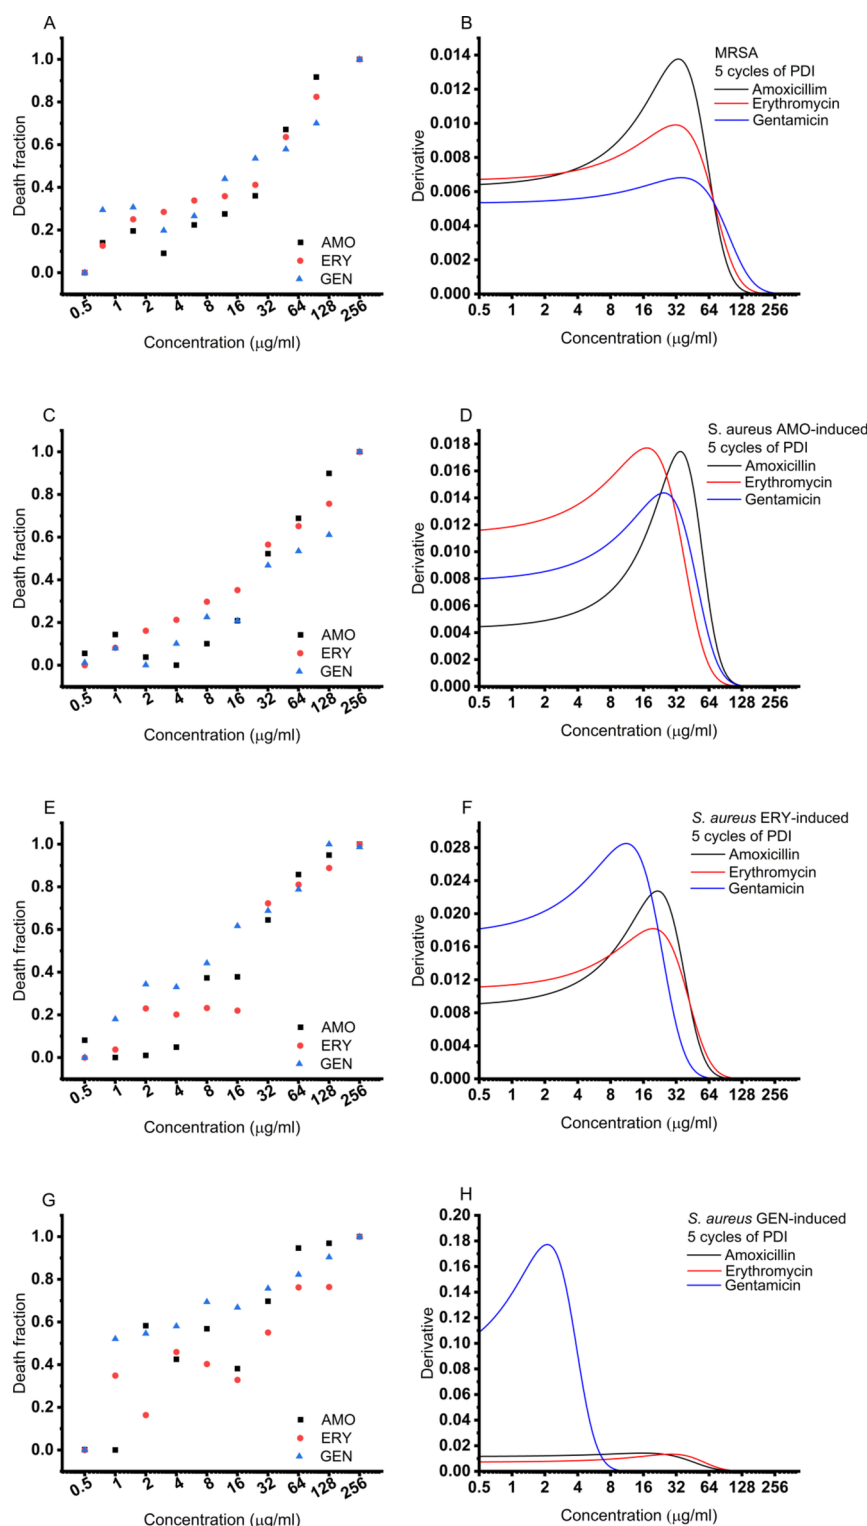 A
Death fraction
1.0
0.8
0.6
0.4
0.2
0.0
AMO
ERY
GEN
0.5 1 2 4 8 16 32 64 128 256
Concentration (μg/ml)
B
Derivative
0.014
0.012
0.010
0.008
0.006
0.004
0.002
0.000
MRSA
5 cycles of PDI
Amoxicillim
Erythromycin
Gentamicin
0.5 1 2 4 8 16 32 64 128 256
Concentration (μg/ml)
C
Death fraction
1.0
0.8
0.6
0.4
0.2
0.0
AMO
ERY
GEN
0.5 1 2 4 8 16 32 64 128 256
Concentration (μg/ml)
D
Derivative
0.018
0.016
0.014
0.012
0.010
0.008
0.006
0.004
0.002
0.000
S. aureus AMO-induced
5 cycles of PDI
Amoxicillin
Erythromycin
Gentamicin
0.5 1 2 4 8 16 32 64 128 256
Concentration (μg/ml)
E
Death fraction
1.0
0.8
0.6
0.4
0.2
0.0
AMO
ERY
GEN
0.5 1 2 4 8 16 32 64 128 256
Concentration (μg/ml)
F
Derivative
0.028
0.024
0.020
0.016
0.012
0.008
0.004
0.000
S. aureus ERY-induced
5 cycles of PDI
Amoxicillin
Erythromycin
Gentamicin
0.5 1 2 4 8 16 32 64 128 256
Concentration (μg/ml)
G
Death fraction
1.0
0.8
0.6
0.4
0.2
0.0
AMO
ERY
GEN
0.5 1 2 4 8 16 32 64 128 256
Concentration (μg/ml)
H
Derivative
0.20
0.18
0.16
0.14
0.12
0.10
0.08
0.06
0.04
0.02
0.00
S. aureus GEN-induced
5 cycles of PDI
Amoxicillin
Erythromycin
Gentamicin
0.5 1 2 4 8 16 32 64 128 256
Concentration (μg/ml)